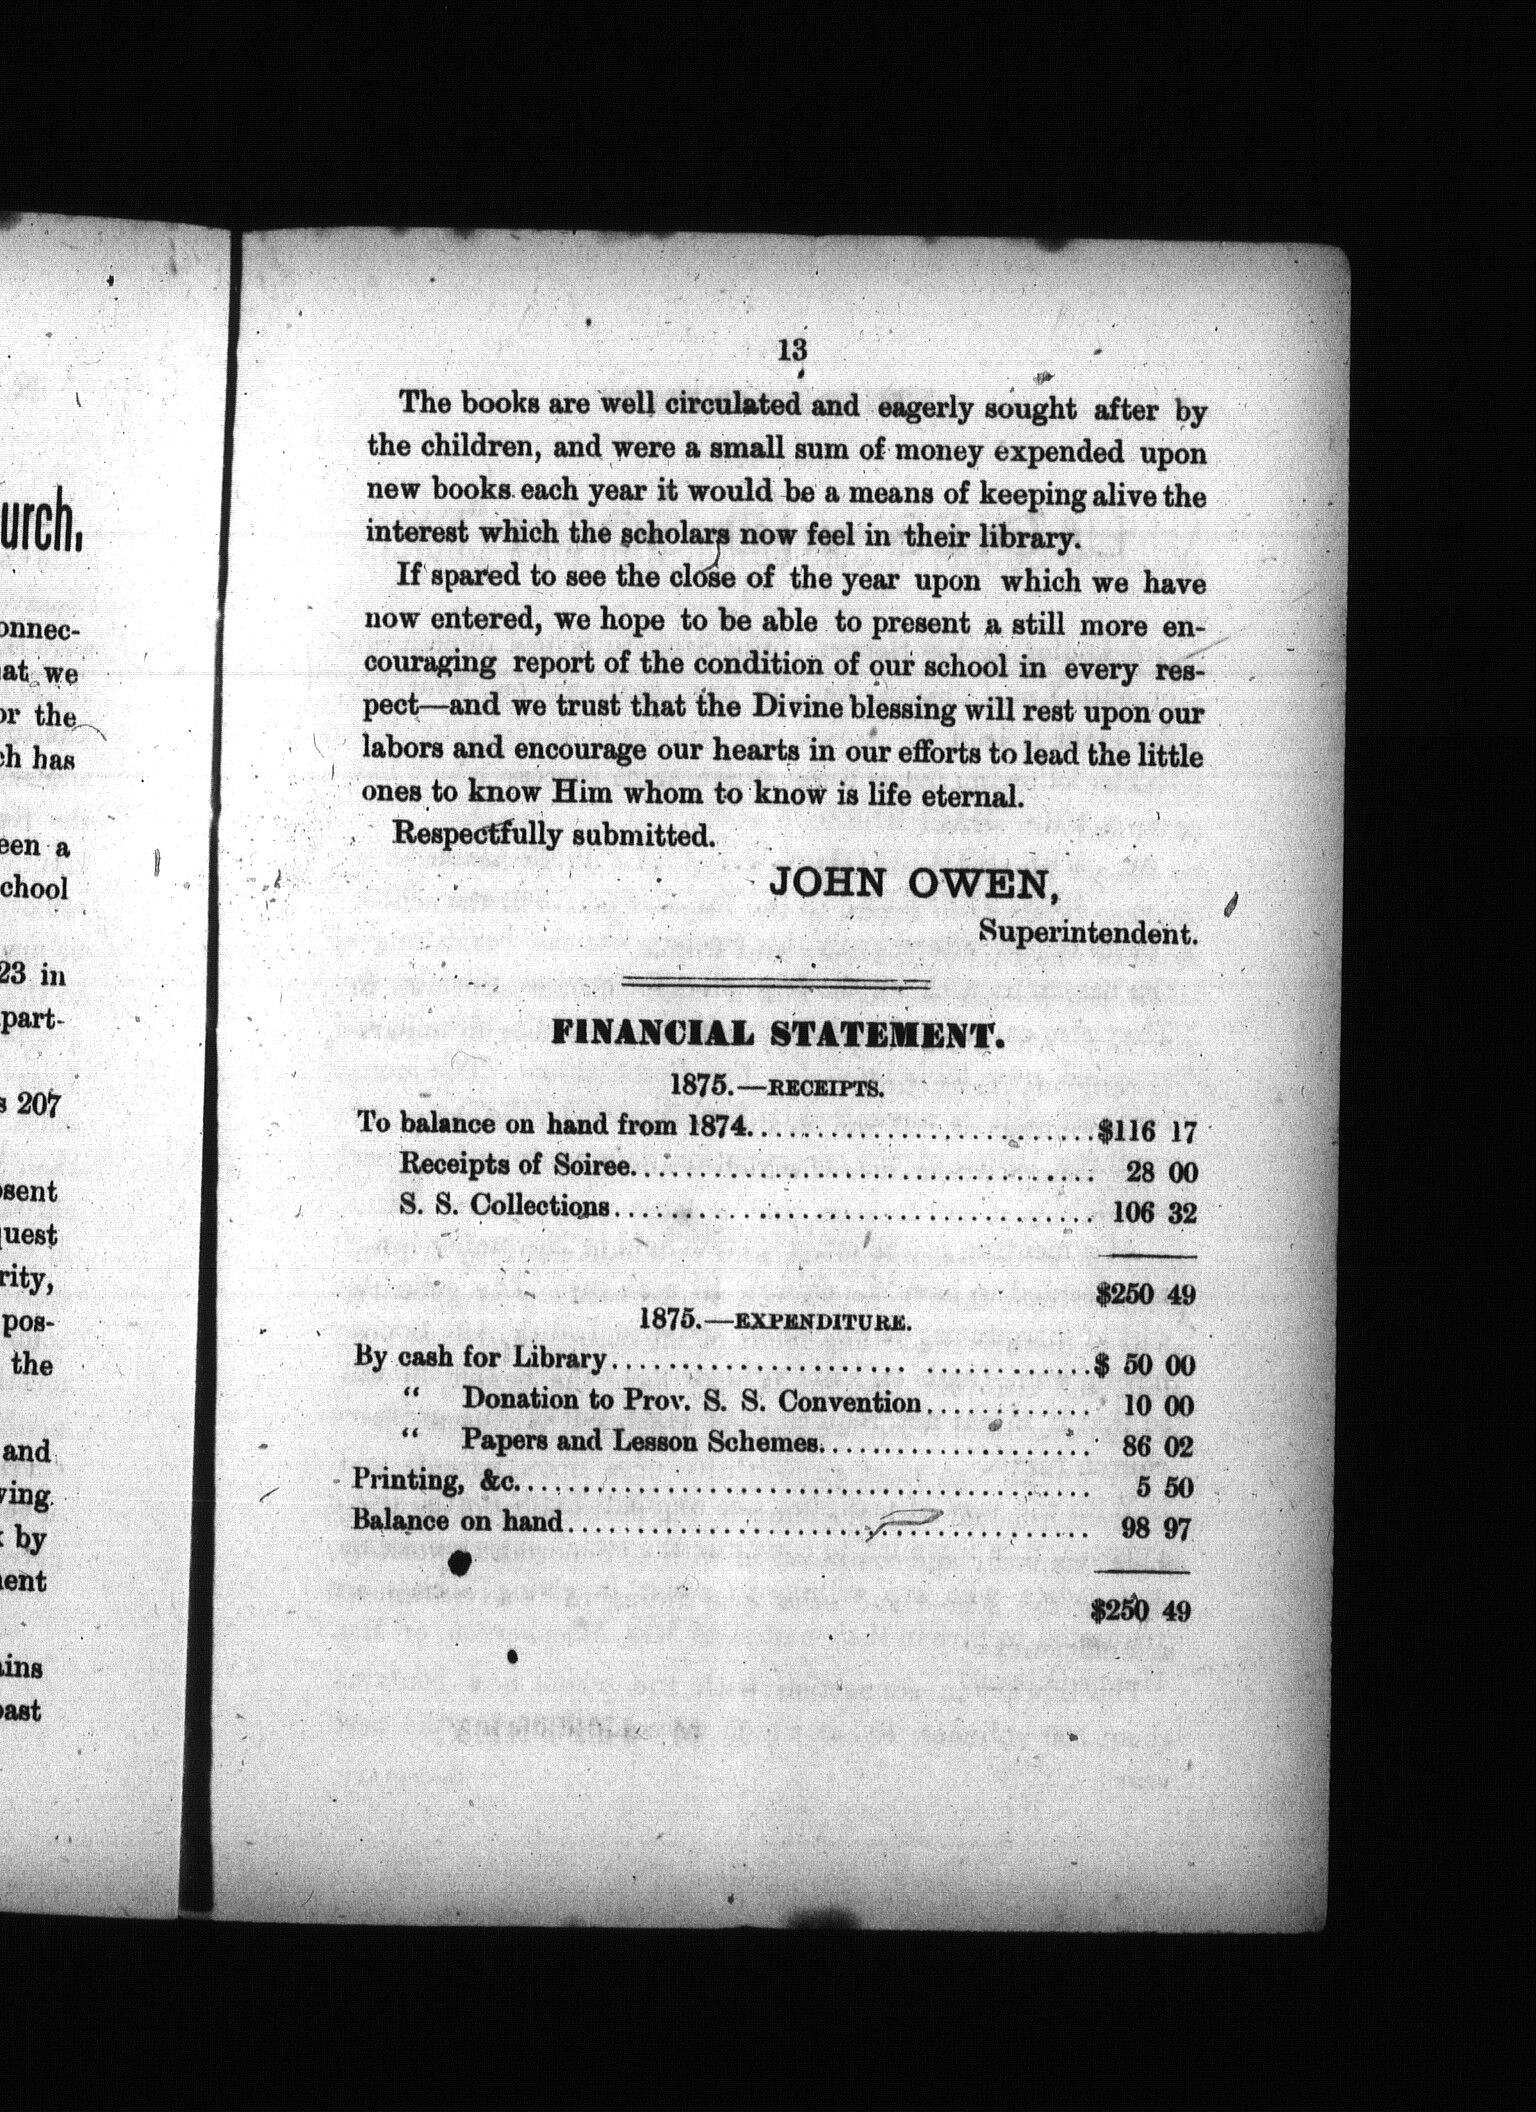 urch.
onnec-
at we
or the
ch has
een a
chool
23 in
part-
s 207
sent
quest
rity,
pos-
the
and
ving
by
ent
ins
past
13
The books are well circulated and eagerly sought after by
the children, and were a small sum of money expended upon
new books each year it would be a means of keeping alive the
interest which the scholars now feel in their library.
If spared to see the close of the year upon which we have
now entered, we hope to be able to present a still more en-
couraging report of the condition of our school in every res-
pect—and we trust that the Divine blessing will rest upon our
labors and encourage our hearts in our efforts to lead the little
ones to know Him whom to know is life eternal.
Respectfully submitted.
JOHN OWEN,
Superintendent.
FINANCIAL STATEMENT.
1875.—RECEIPTS.
To balance on hand from 1874..........................$116 17
Receipts of Soiree.................................. 28 00
S. S. Collections................................... 106 32
$250 49
1875.—EXPENDITURE.
By cash for Library..................... ............$ 50 00
“ Donation to Prov. S. S. Convention............ 10 00
“ Papers and Lesson Schemes.................... 86 02
Printing, &c.......................................... 5 50
Balance on hand...................................... 98 97
$250 49